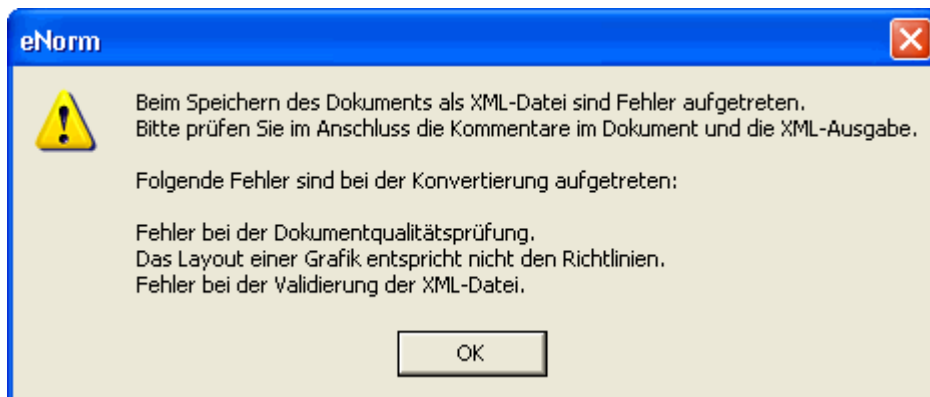 eNorm
Beim Speichern des Dokuments als XML-Datei sind Fehler aufgetreten.
Bitte prüfen Sie im Anschluss die Kommentare im Dokument und die XML-Ausgabe.
Folgende Fehler sind bei der Konvertierung aufgetreten:
Fehler bei der Dokumentqualitätsprüfung.
Das Layout einer Grafik entspricht nicht den Richtlinien.
Fehler bei der Validierung der XML-Datei.
OK